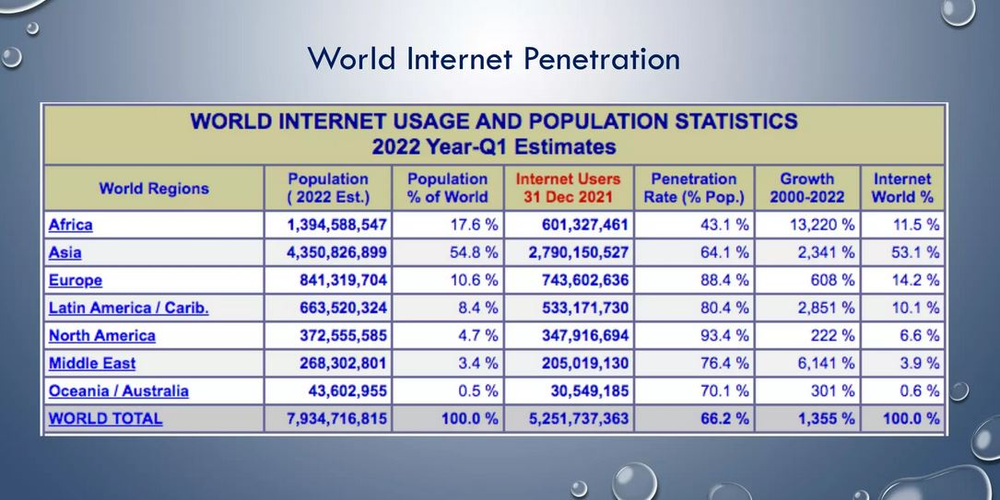 World Internet Penetration
WORLD INTERNET USAGE AND POPULATION STATISTICS
2022 Year-Q1 Estimates
World Regions Population ( 2022 Est.) Population % of World Internet Users 31 Dec 2021 Penetration Rate (% Pop.) Growth 2000-2022 Internet World %
Africa 1,394,588,547 17.6 % 601,327,461 43.1 % 13,220 % 11.5 %
Asia 4,350,826,899 54.8 % 2,790,150,527 64.1 % 2,341 % 53.1 %
Europe 841,319,704 10.6 % 743,602,636 88.4 % 608 % 14.2 %
Latin America / Carib. 663,520,324 8.4 % 533,171,730 80.4 % 2,851 % 10.1 %
North America 372,555,585 4.7 % 347,916,694 93.4 % 222 % 6.6 %
Middle East 268,302,801 3.4 % 205,019,130 76.4 % 6,141 % 3.9 %
Oceania / Australia 43,602,955 0.5 % 30,549,185 70.1 % 301 % 0.6 %
WORLD TOTAL 7,934,716,815 100.0 % 5,251,737,363 66.2 % 1,355 % 100.0 %